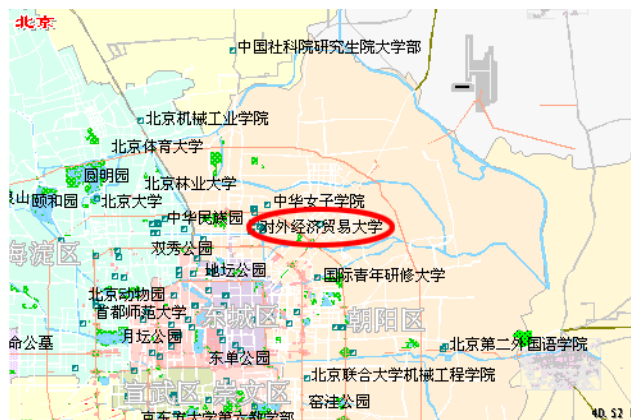 北京
中国社科院研究生院大学部
北京机械工业学院
北京体育大学
圆明园
北京林业大学
泉山颐和园
北京大学
中华女子学院
中华民族园
对外经济贸易大学
双秀公园
海淀区
地坛公园
国际青年研修大学
北京动物园
首都师范大学
东城区
朝阳区
命公墓
月坛公园
北京第二外国语学院
东单公园
北京联合大学机械工程学院
宣武区
崇文区
窑洼公园